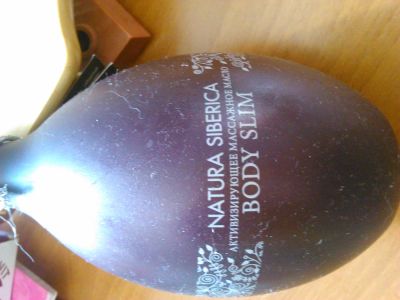 NATURA SIBERICA
АКТИВИЗИРУЮЩЕЕ МАССАЖНОЕ МАСЛО
BODY SLIM